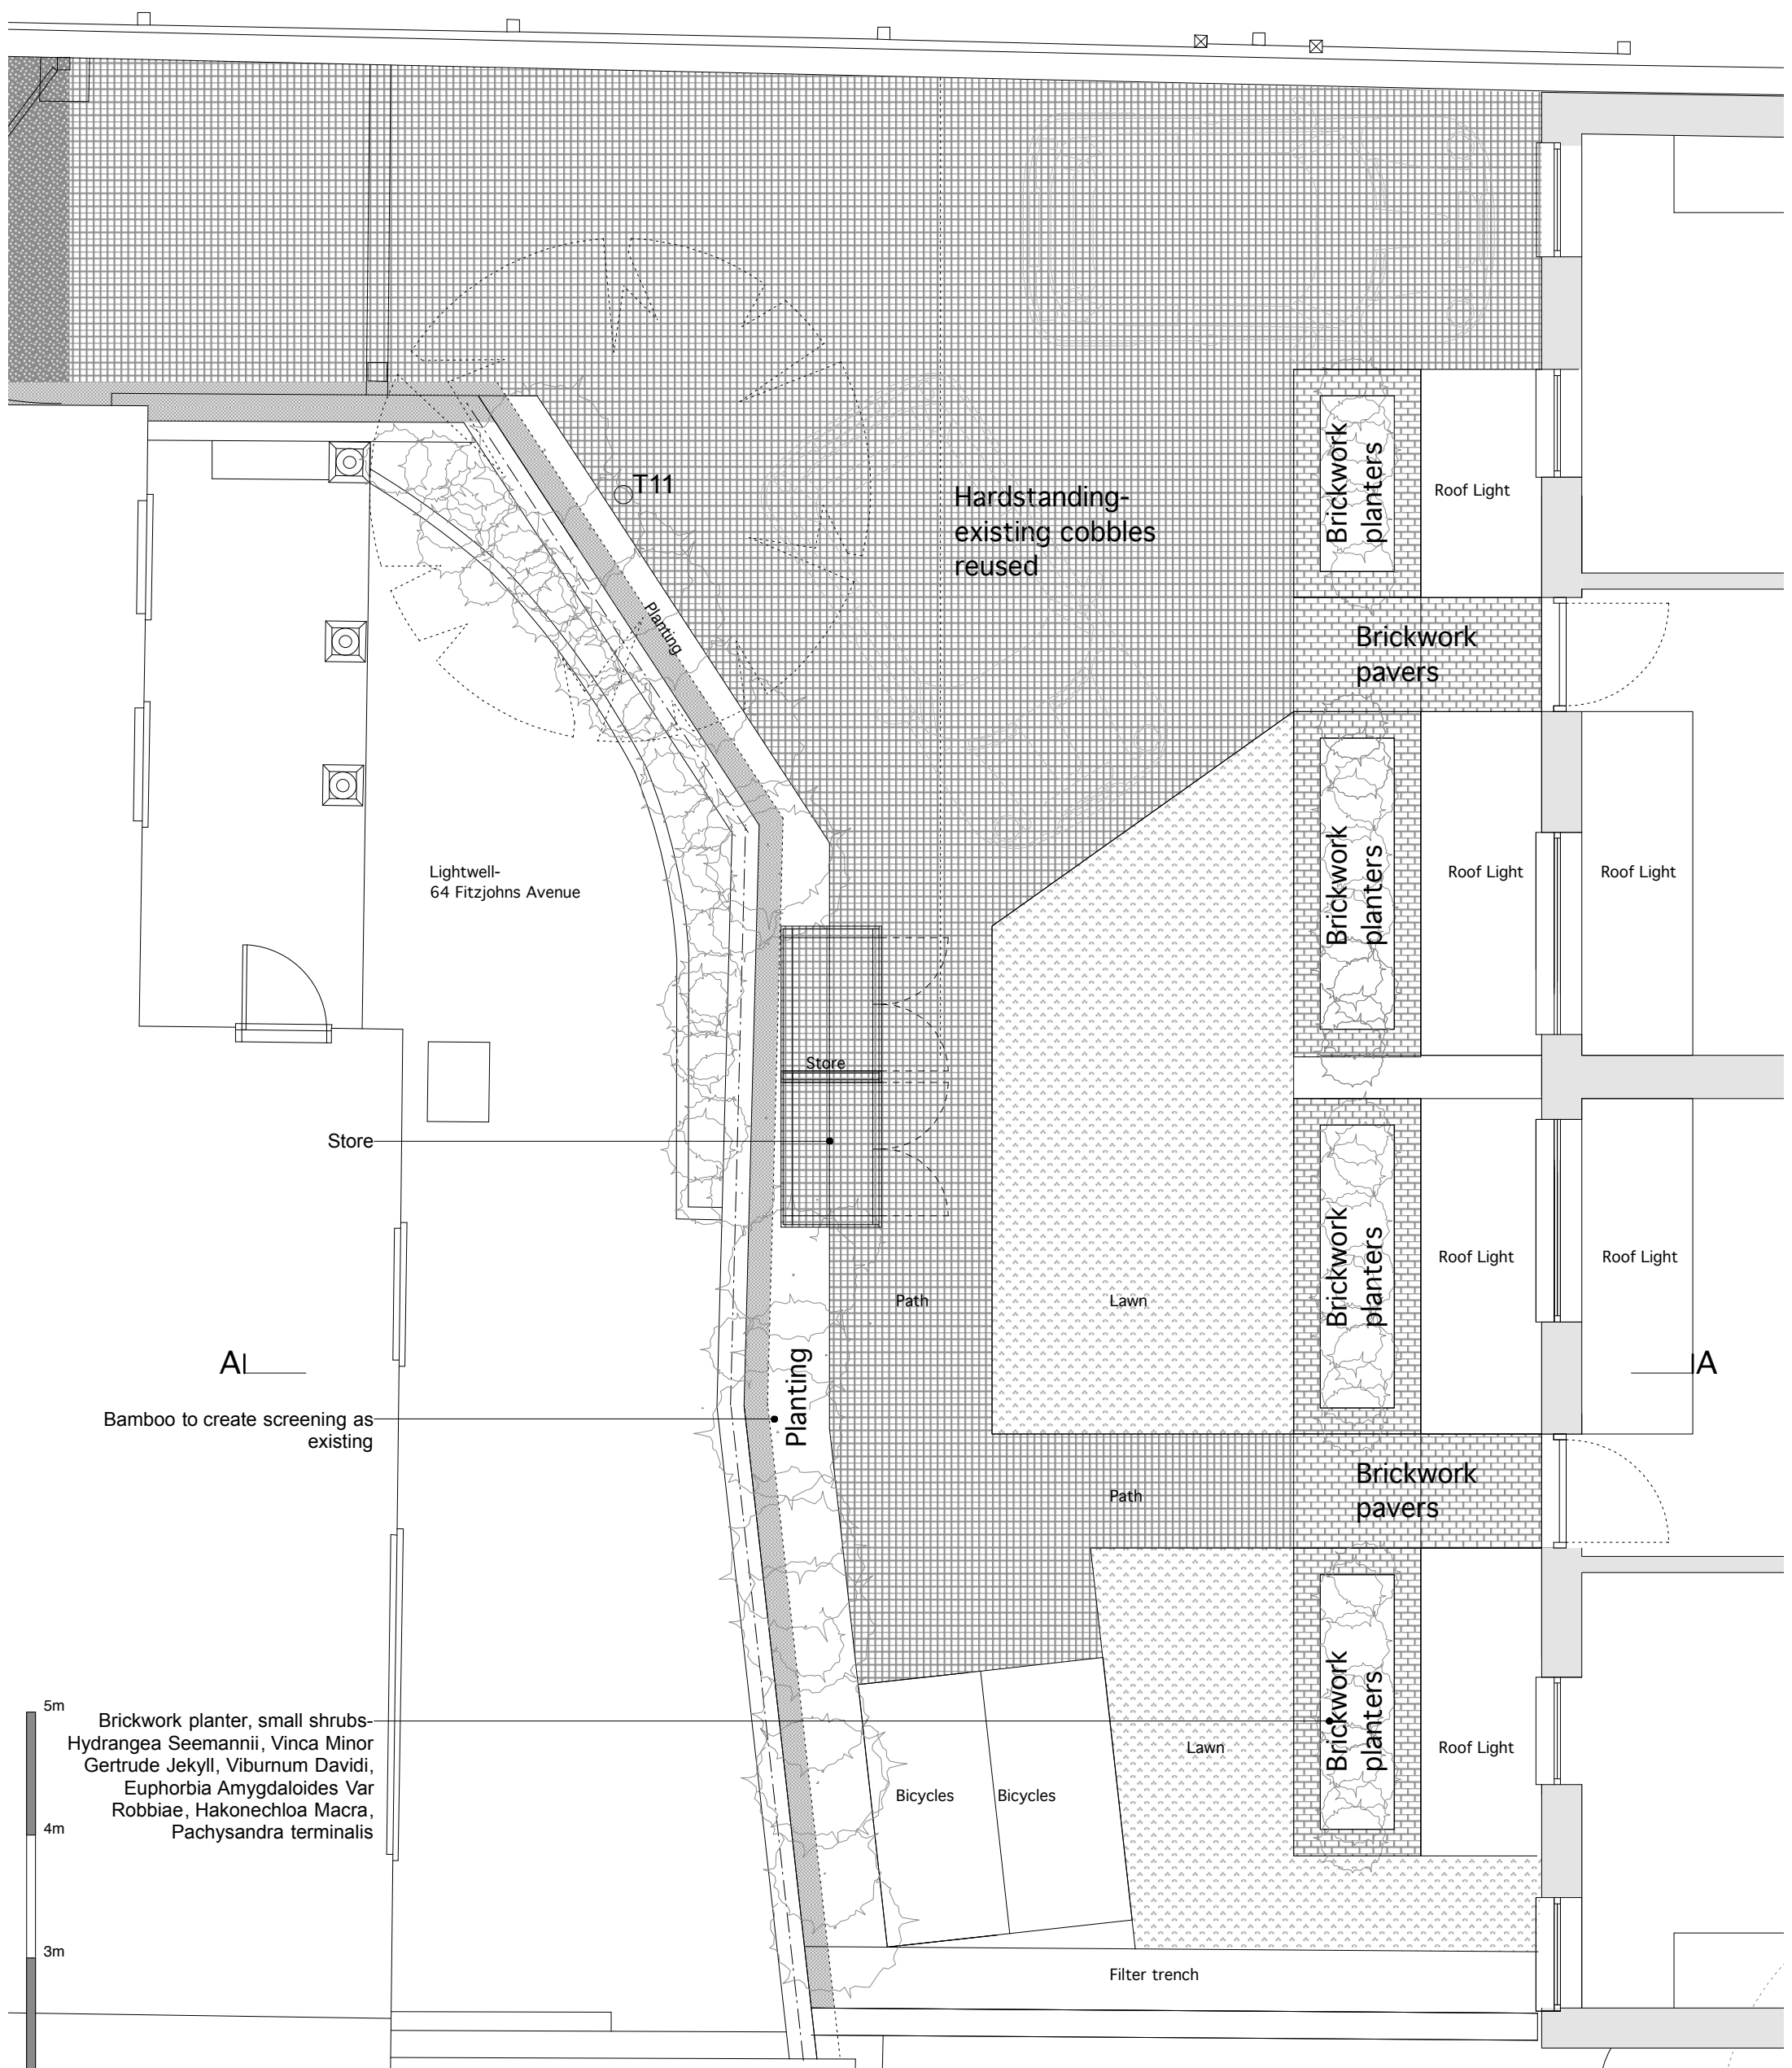 T11
Hardstanding-
existing cobbles
reused
Brickwork
planters
Roof Light
Planting
Brickwork
pavers
Lightwell-
64 Fitzjohns Avenue
Brickwork
planters
Roof Light
Roof Light
Store
Store
Brickwork
planters
Roof Light
Roof Light
Path
Lawn
A
A
Planting
Bamboo to create screening as
existing
Brickwork
pavers
Path
5m
Brickwork planter, small shrubs-
Hydrangea Seemannii, Vinca Minor
Gertrude Jekyll, Viburnum Davidi,
Euphorbia Amygdaloides Var
Robbiae, Hakonechloa Macra,
Pachysandra terminalis
Brickwork
planters
Lawn
Roof Light
Bicycles
Bicycles
4m
3m
Filter trench